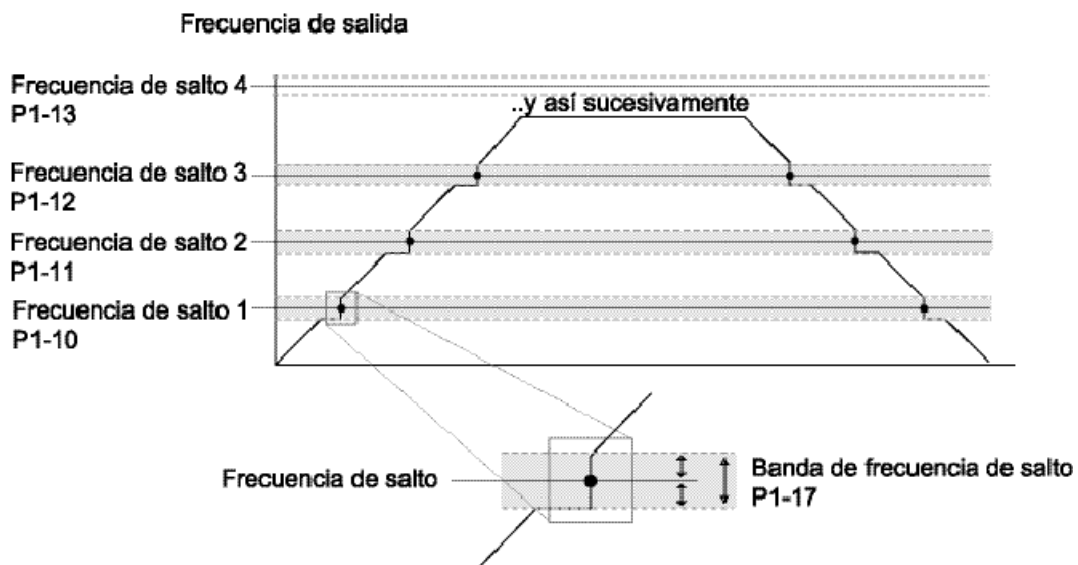 Frecuencia de salida
Frecuencia de salto 4
P1-13
..y así sucesivamente
Frecuencia de salto 3
P1-12
Frecuencia de salto 2
P1-11
Frecuencia de salto 1
P1-10
Frecuencia de salto
Banda de frecuencia de salto
P1-17